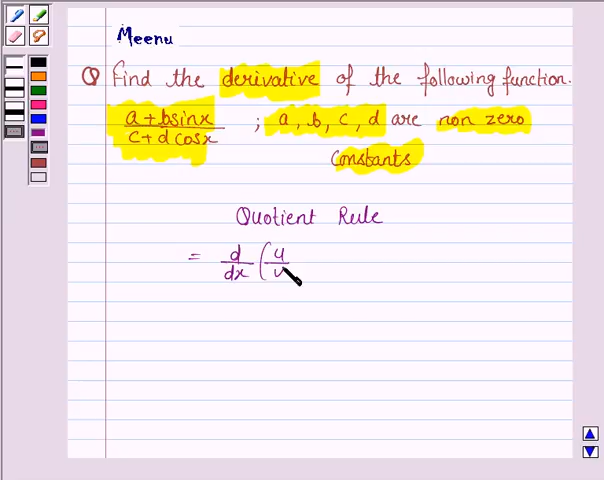 Meenu
Q Find the derivative of the following function.
a + bsinx / c + d cosx ; a, b, c, d are non zero
constants
Quotient Rule
= d/dx (u/v